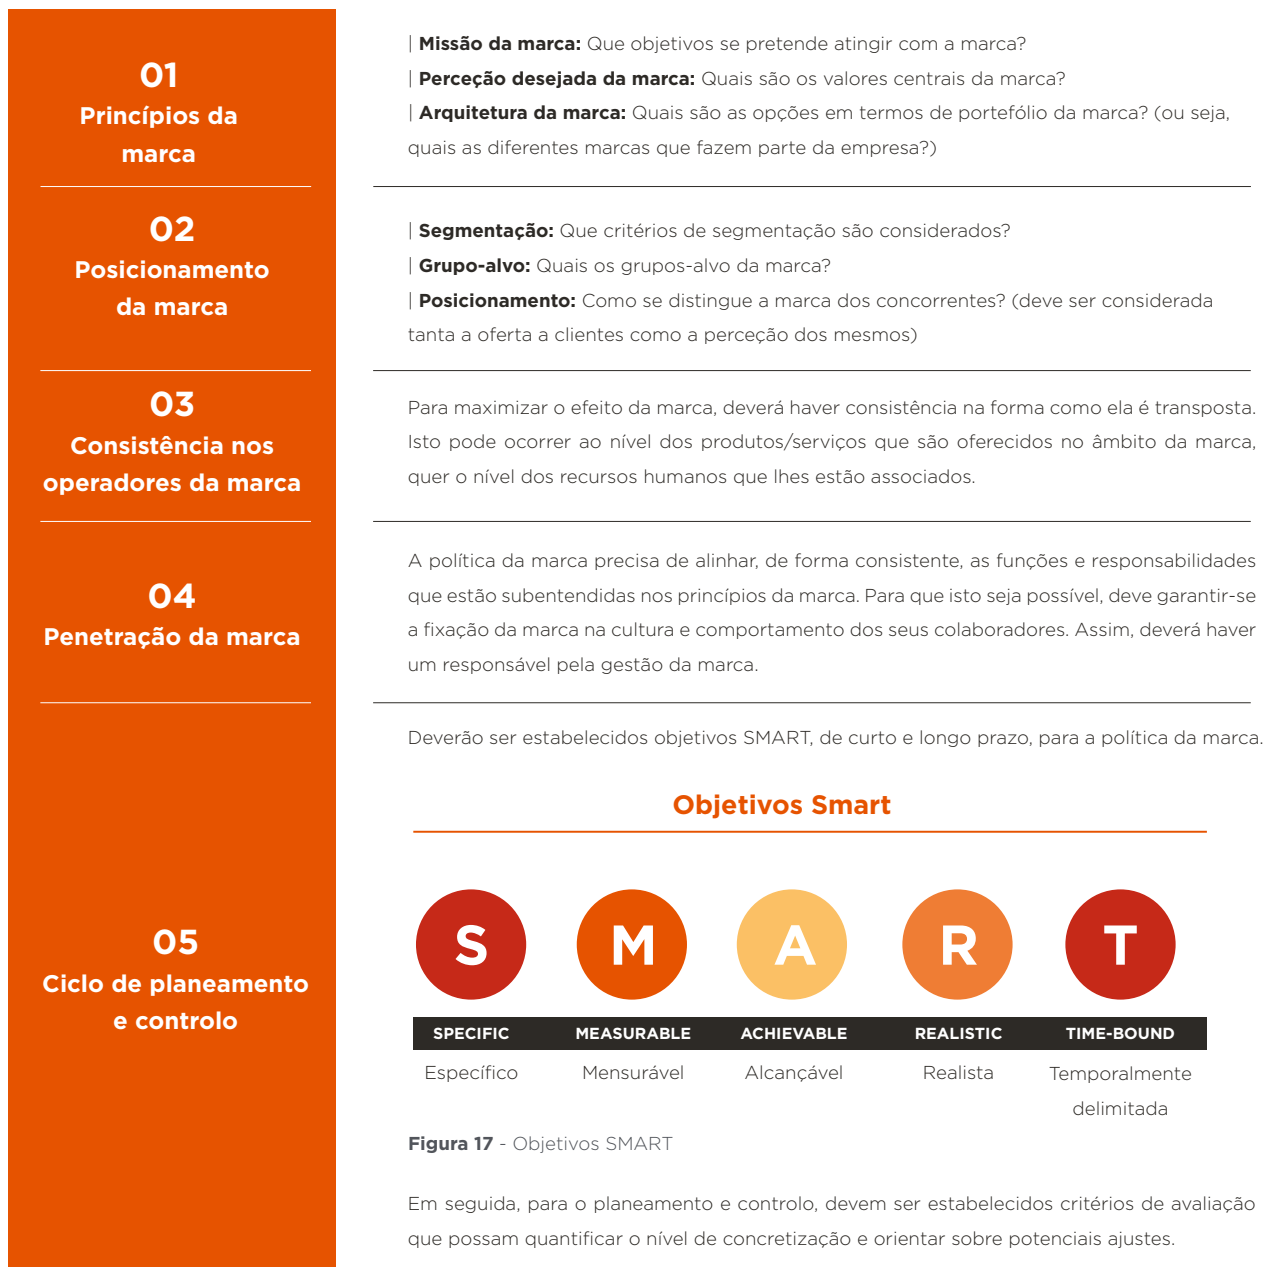 01
Princípios da
marca
| Missão da marca: Que objetivos se pretende atingir com a marca?
| Perceção desejada da marca: Quais são os valores centrais da marca?
| Arquitetura da marca: Quais são as opções em termos de portefólio da marca? (ou seja,
quais as diferentes marcas que fazem parte da empresa?)
02
Posicionamento
da marca
| Segmentação: Que critérios de segmentação são considerados?
| Grupo-alvo: Quais os grupos-alvo da marca?
| Posicionamento: Como se distingue a marca dos concorrentes? (deve ser considerada
tanta a oferta a clientes como a perceção dos mesmos)
03
Consistência nos
operadores da marca
Para maximizar o efeito da marca, deverá haver consistência na forma como ela é transposta.
Isto pode ocorrer ao nível dos produtos/serviços que são oferecidos no âmbito da marca,
quer o nível dos recursos humanos que lhes estão associados.
04
Penetração da marca
A política da marca precisa de alinhar, de forma consistente, as funções e responsabilidades
que estão subentendidas nos princípios da marca. Para que isto seja possível, deve garantir-se
a fixação da marca na cultura e comportamento dos seus colaboradores. Assim, deverá haver
um responsável pela gestão da marca.
05
Ciclo de planeamento
e controlo
Deverão ser estabelecidos objetivos SMART, de curto e longo prazo, para a política da marca.
Objetivos Smart
S M A R T
SPECIFIC MEASURABLE ACHIEVABLE REALISTIC TIME-BOUND
Específico Mensurável Alcançável Realista Temporalmente
delimitada
Figura 17 - Objetivos SMART
Em seguida, para o planeamento e controlo, devem ser estabelecidos critérios de avaliação
que possam quantificar o nível de concretização e orientar sobre potenciais ajustes.